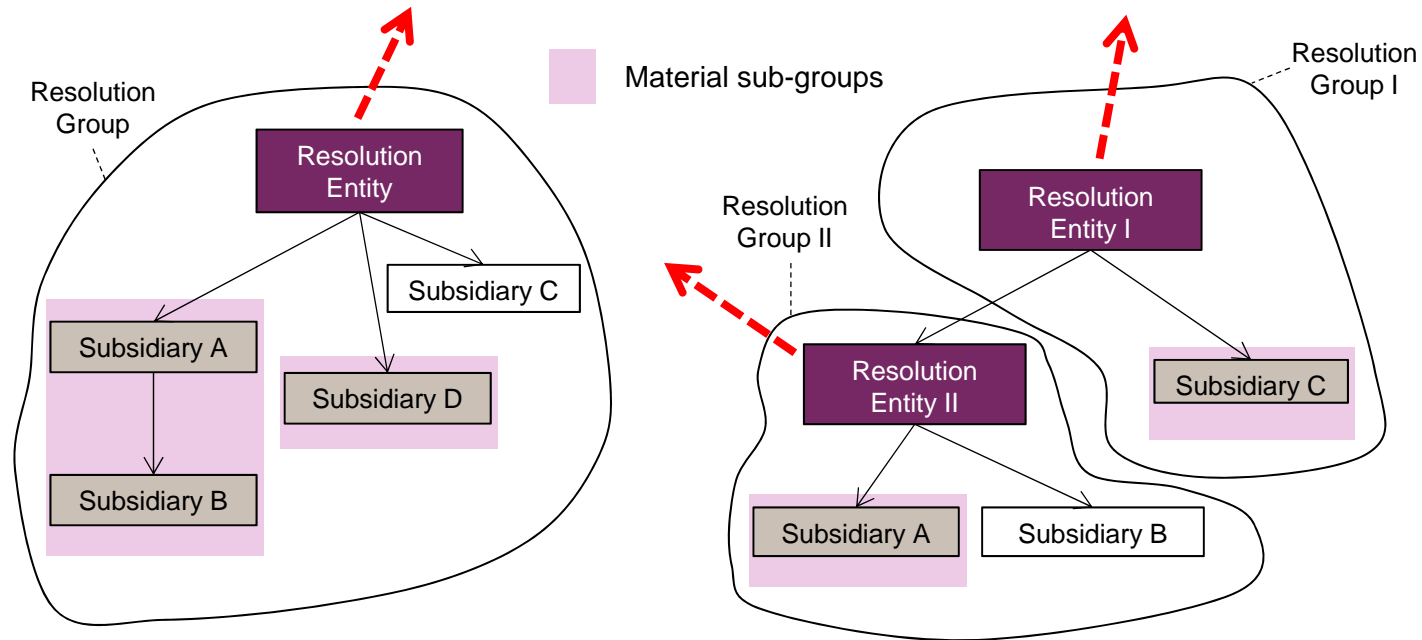 Resolution
Group
Resolution
Entity
Subsidiary C
Subsidiary A
Subsidiary D
Subsidiary B
Material sub-groups
Resolution
Group I
Resolution
Entity I
Resolution
Group II
Resolution
Entity II
Subsidiary C
Subsidiary A
Subsidiary B